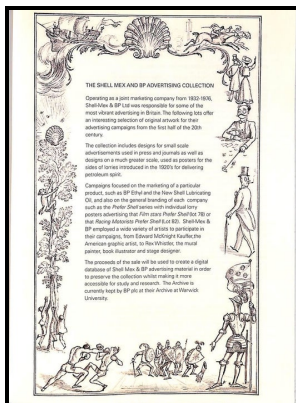 THE SHELL MEX AND BP ADVERTISING COLLECTION
Operating as a joint marketing company from 1932-1976,
Shell-Mex & BP Ltd was responsible for some of the
most vibrant advertising in Britain. The following lots offer
an interesting selection of original artwork for their
advertising campaigns from the first half of the 20th
century.
The collection includes designs for small scale
advertisements used in press and journals as well as
designs on a much greater scale, used as posters for the
sides of lorries introduced in the 1920's for delivering
petroleum spirit.
Campaigns focused on the marketing of a particular
product, such as BP Ethyl and the New Shell Lubricating
Oil, and also on the general branding of each company
such as the Prefer Shell series with individual lorry
posters advertising that Film stars Prefer Shell (lot 78) or
that Racing Motorists Prefer Shell (Lot 82). Shell-Mex &
BP employed a wide variety of artists to participate in
their campaigns, from Edward McKnight Kauffer, the
American graphic artist, to Rex Whistler, the mural
painter, book illustrator and stage designer.
The proceeds of the sale will be used to create a digital
database of Shell-Mex & BP advertising material in order
to preserve the collection whilst making it more
accessible for study and research. The Archive is
currently kept by BP plc at their Archive at Warwick
University.